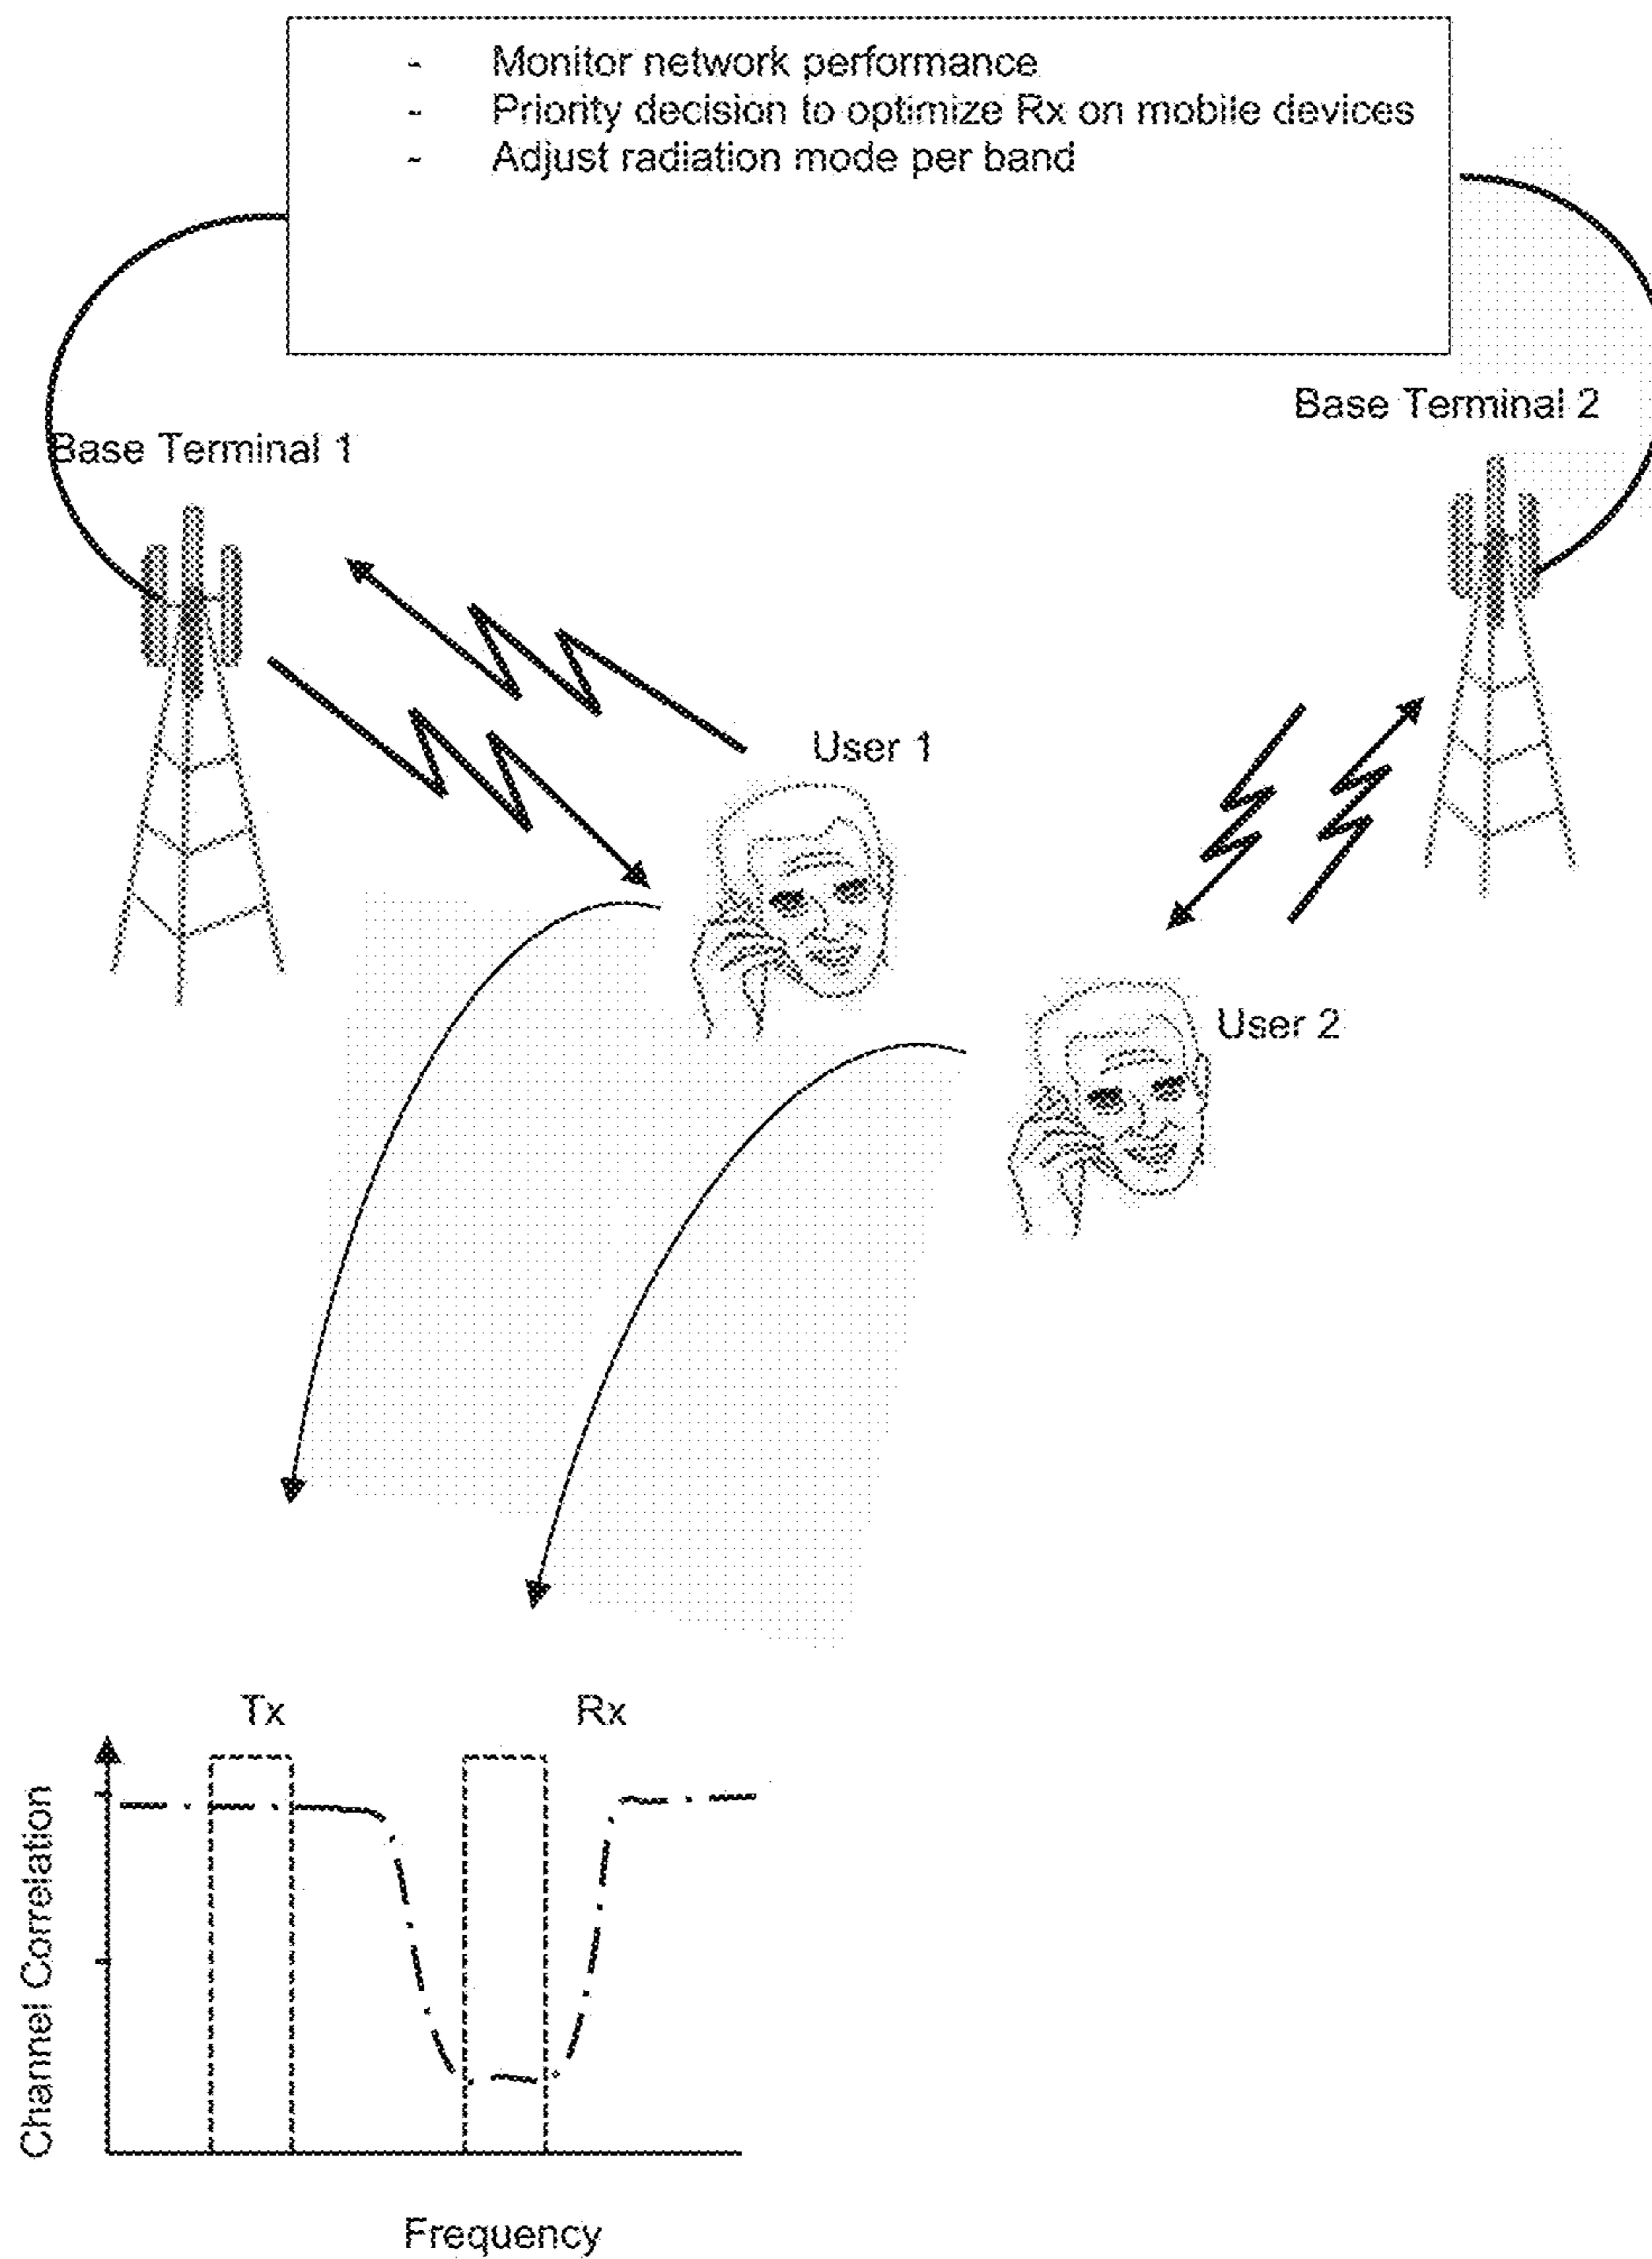 - Monitor network performance
- Priority decision to optimize Rx on mobile devices
- Adjust radiation mode per band
Base Terminal 2
Base Terminal 1
User 1
User 2
Tx
Rx
Channel Correlation
Frequency